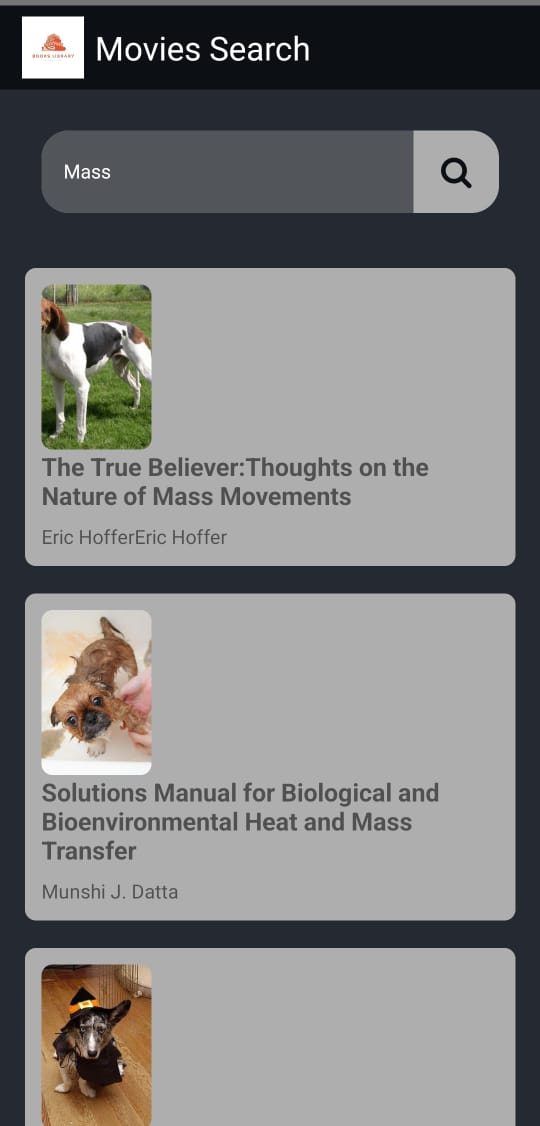 BOOKS LIBRARY
Movies Search
Mass
The True Believer:Thoughts on the
Nature of Mass Movements
Eric HofferEric Hoffer
Solutions Manual for Biological and
Bioenvironmental Heat and Mass
Transfer
Munshi J. Datta